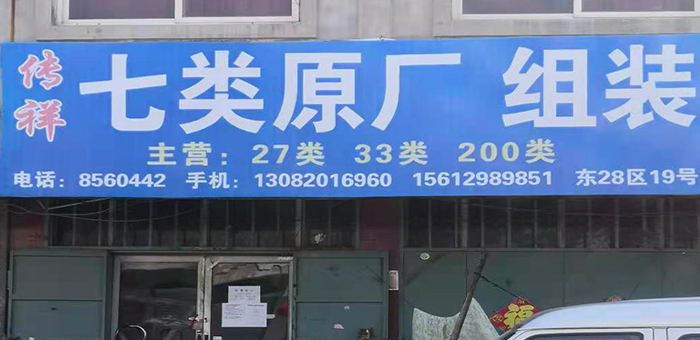 传祥
七类原厂 组装
主营：27类 33类 200类
电话：8560442 手机：13082016960 15612989851 东28区19号
福